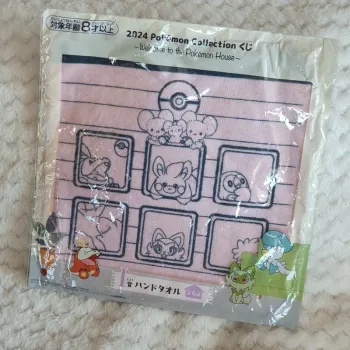 対象年齢8才以上
2024 Pokémon Collection くじ
~Welcome to the Pokémon House~
賞 ハンドタオル